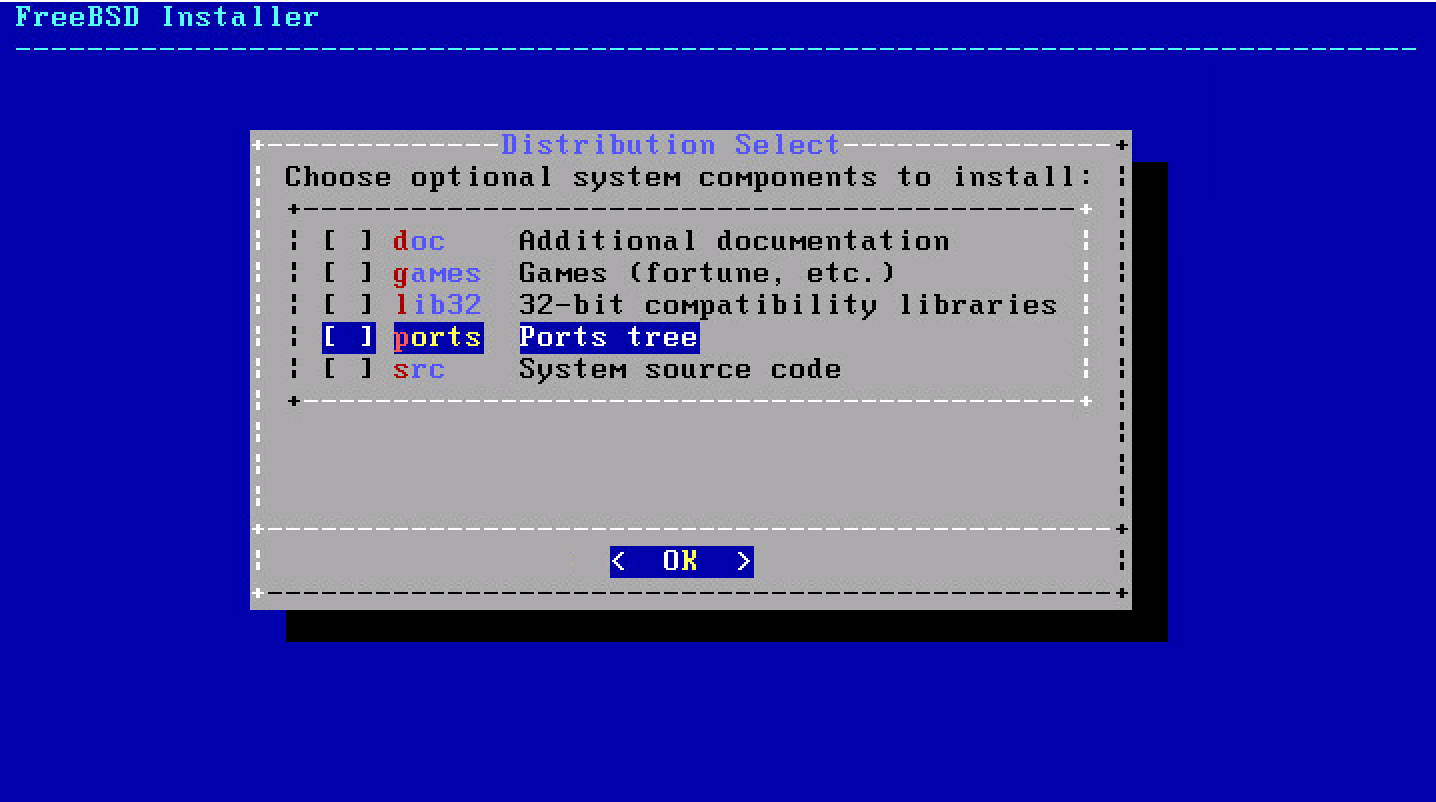 FreeBSD Installer
Distribution Select
Choose optional system components to install:
[ ] doc Additional documentation
[ ] games Games (fortune, etc.)
[ ] lib32 32-bit compatibility libraries
[ ] ports Ports tree
[ ] src System source code
< OK >